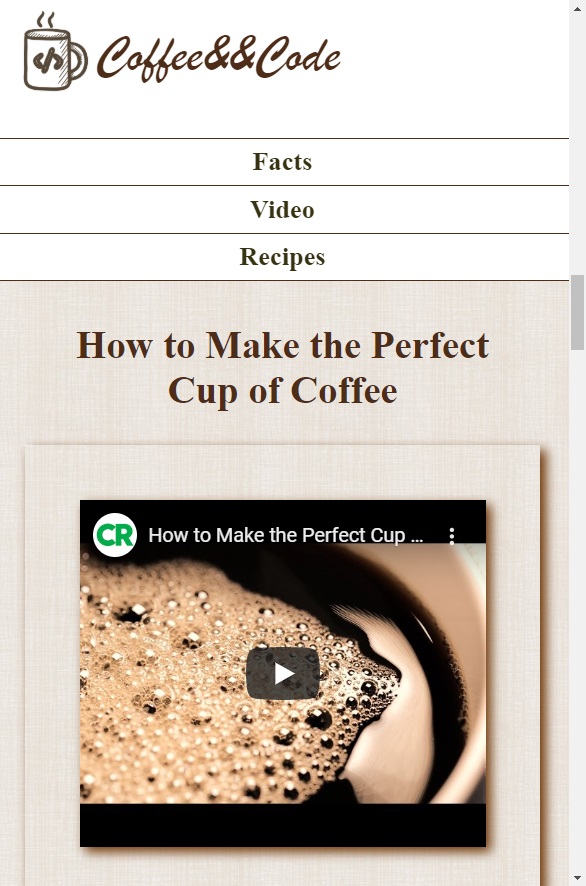 </>
Coffee&&Code
Facts
Video
Recipes
How to Make the Perfect
Cup of Coffee
CR
How to Make the Perfect Cup ...